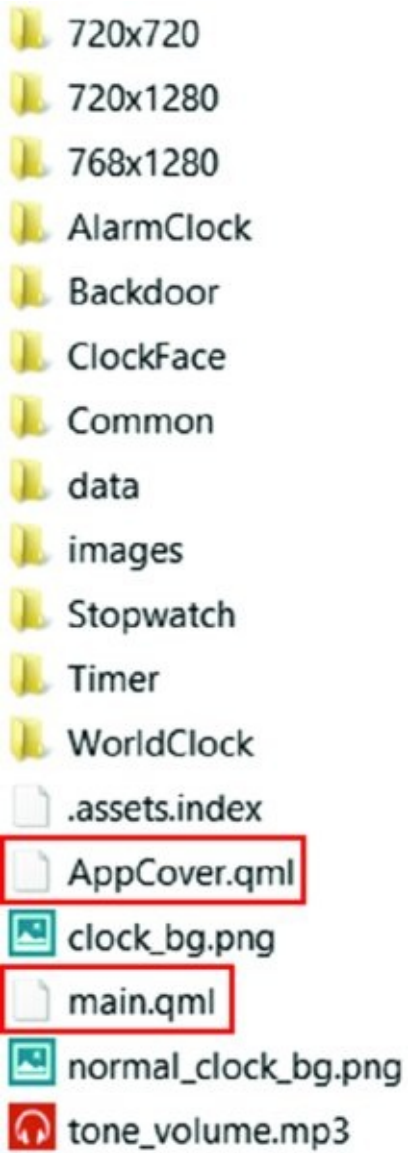 720x720
720x1280
768x1280
AlarmClock
Backdoor
ClockFace
Common
data
images
Stopwatch
Timer
WorldClock
.assets.index
AppCover.qml
clock_bg.png
main.qml
normal_clock_bg.png
tone_volume.mp3